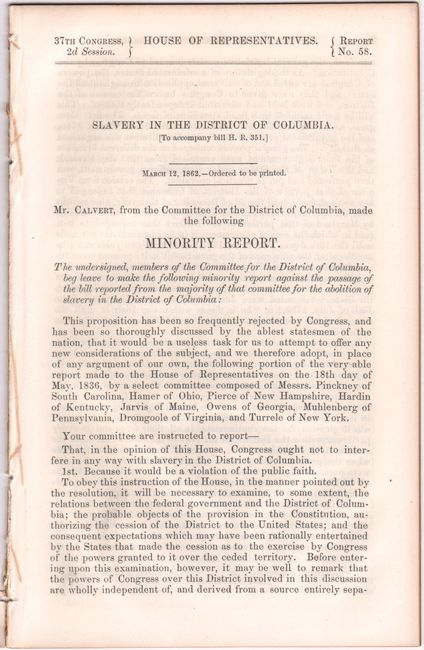 37TH CONGRESS, } HOUSE OF REPRESENTATIVES. { REPORT
2d Session. } { No. 58.
SLAVERY IN THE DISTRICT OF COLUMBIA.
[To accompany bill H. R. 351.]
MARCH 12, 1862.—Ordered to be printed.
Mr. CALVERT, from the Committee for the District of Columbia, made
the following
MINORITY REPORT.
The undersigned, members of the Committee for the District of Columbia,
beg leave to make the following minority report against the passage of
the bill reported from the majority of that committee for the abolition of
slavery in the District of Columbia:
This proposition has been so frequently rejected by Congress, and
has been so thoroughly discussed by the ablest statesmen of the
nation, that it would be a useless task for us to attempt to offer any
new considerations of the subject, and we therefore adopt, in place
of any argument of our own, the following portion of the very able
report made to the House of Representatives on the 18th day of
May, 1836, by a select committee composed of Messrs. Pinckney of
South Carolina, Hamer of Ohio, Pierce of New Hampshire, Hardin
of Kentucky, Jarvis of Maine, Owens of Georgia, Muhlenberg of
Pennsylvania, Dromgoole of Virginia, and Turrele of New York.
Your committee are instructed to report—
That, in the opinion of this House, Congress ought not to inter-
fere in any way with slavery in the District of Columbia.
1st. Because it would be a violation of the public faith.
To obey this instruction of the House, in the manner pointed out by
the resolution, it will be necessary to examine, to some extent, the
relations between the federal government and the District of Colum-
bia; the probable objects of the provision in the Constitution, au-
thorizing the cession of the District to the United States; and the
consequent expectations which may have been rationally entertained
by the States that made the cession as to the exercise by Congress
of the powers granted to it over the ceded territory. Before enter-
ing upon this examination, however, it may be well to remark that
the powers of Congress over this District involved in this discussion
are wholly independent of, and derived from a source entirely sepa-